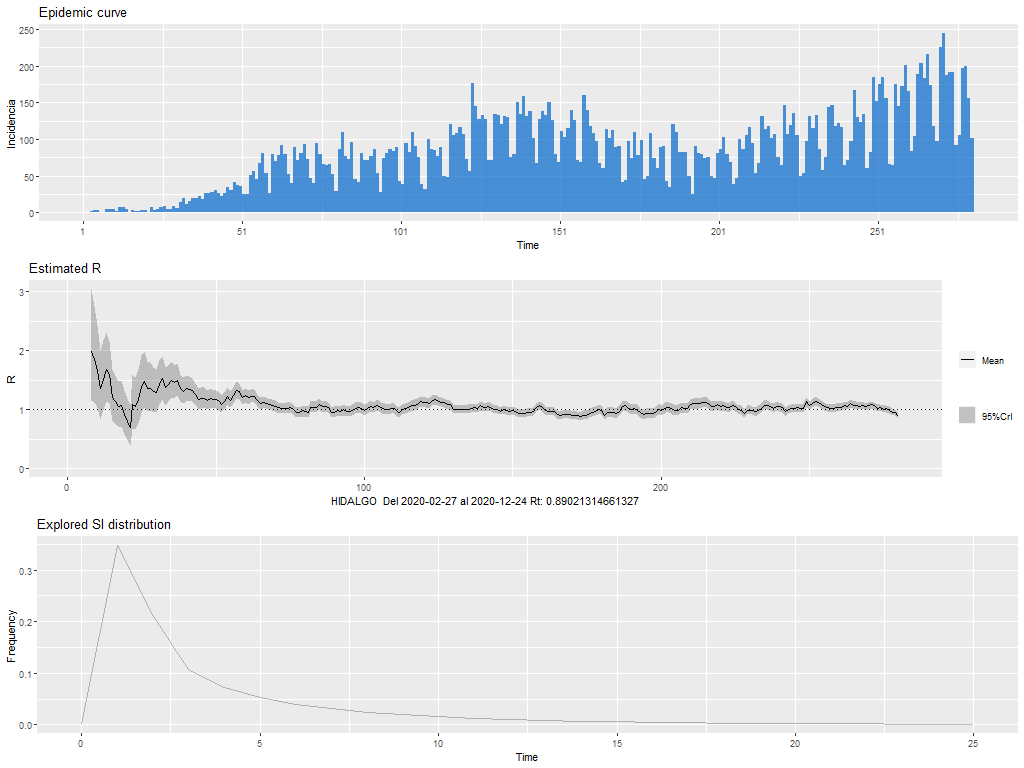 Epidemic curve
250
200
150
100
50
0
Incidencia
1 51 101 151 201 251
Time
Estimated R
3
2
1
0
R
Mean
95%CrI
0 100 200
HIDALGO Del 2020-02-27 al 2020-12-24 Rt: 0.89021314661327
Explored SI distribution
0.3
0.2
0.1
0.0
Frequency
0 5 10 15 20 25
Time